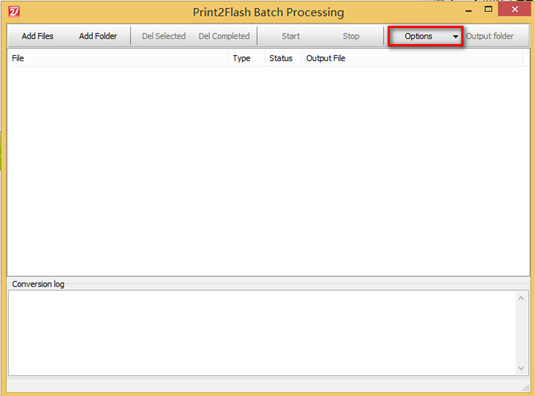 Print2Flash Batch Processing
Add Files Add Folder Del Selected Del Completed Start Stop Options Output folder
File Type Status Output File
Conversion log